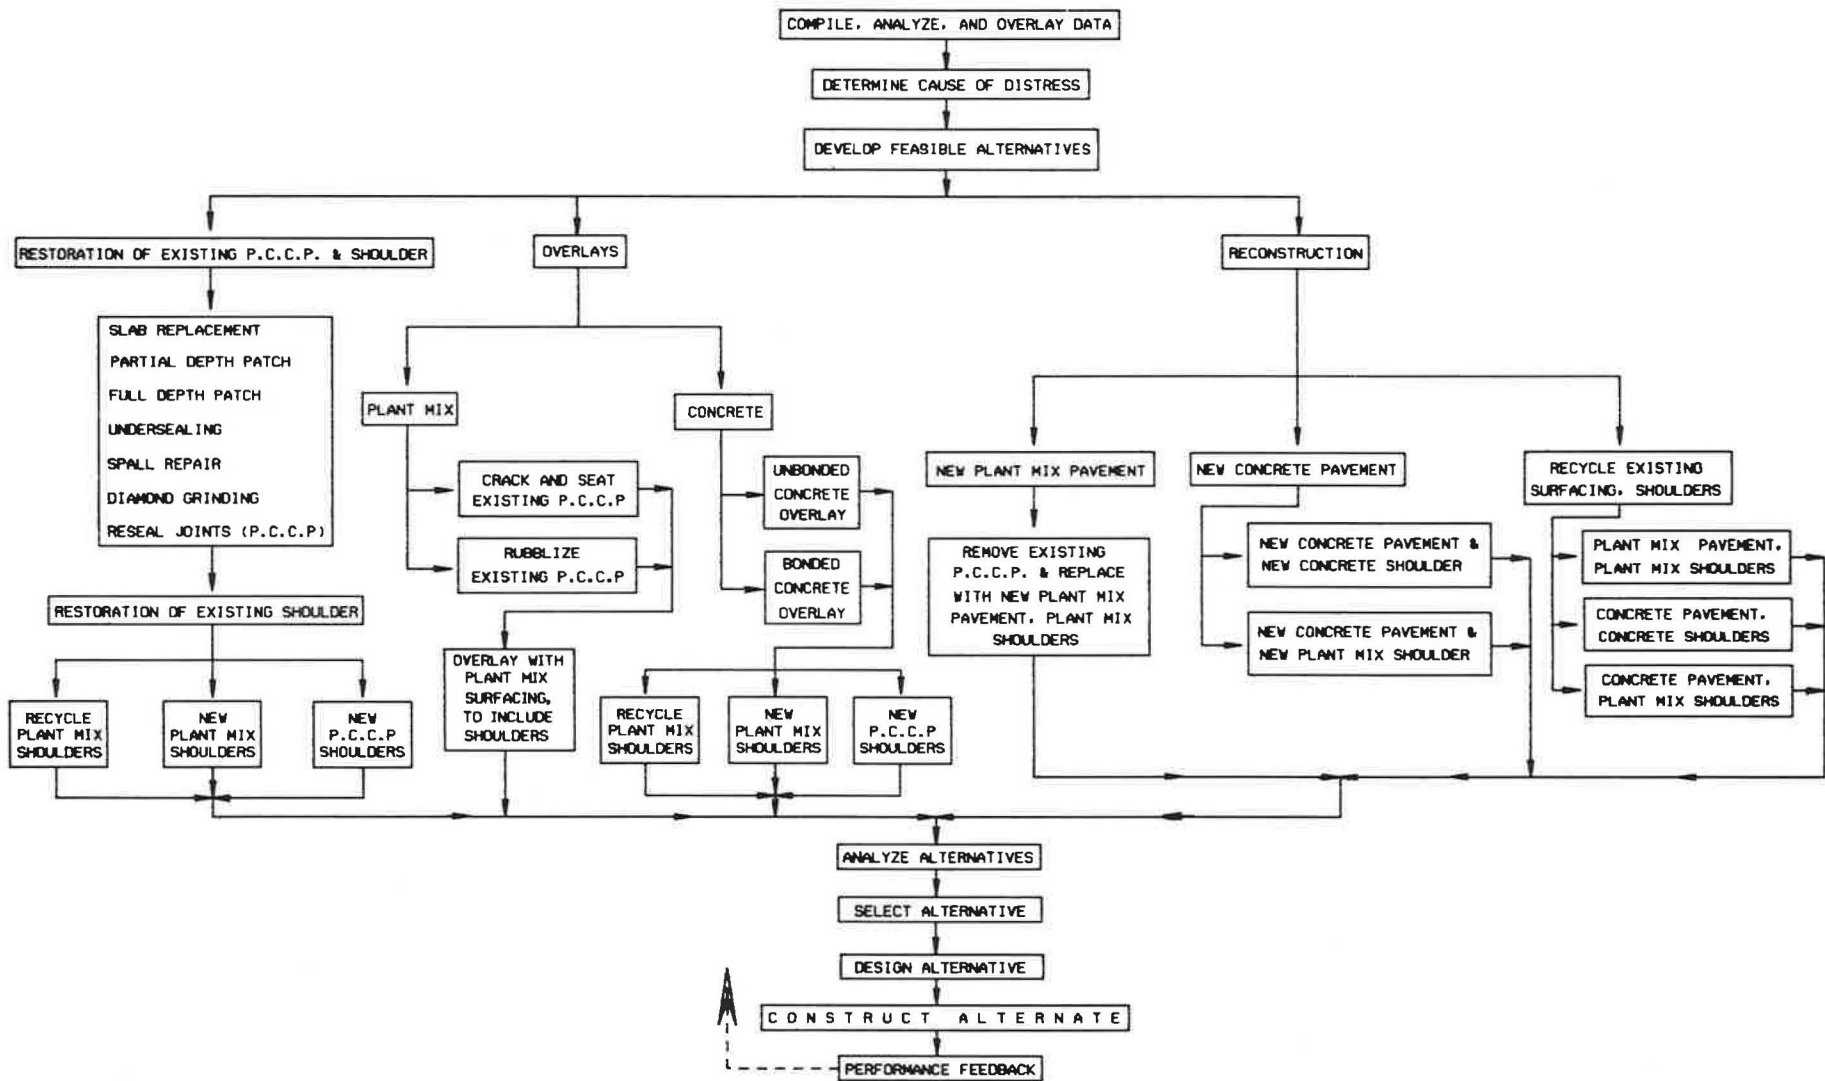 COMPILE, ANALYZE, AND OVERLAY DATA
DETERMINE CAUSE OF DISTRESS
DEVELOP FEASIBLE ALTERNATIVES
RESTORATION OF EXISTING P.C.C.P. & SHOULDER
OVERLAYS
RECONSTRUCTION
SLAB REPLACEMENT
PARTIAL DEPTH PATCH
FULL DEPTH PATCH
UNDERSEALING
SPALL REPAIR
DIAMOND GRINDING
RESEAL JOINTS (P.C.C.P)
RESTORATION OF EXISTING SHOULDER
RECYCLE
PLANT MIX
SHOULDERS
NEW
PLANT MIX
SHOULDERS
NEW
P.C.C.P
SHOULDERS
PLANT MIX
CRACK AND SEAT
EXISTING P.C.C.P
RUBBLIZE
EXISTING P.C.C.P
OVERLAY WITH
PLANT MIX
SURFACING,
TO INCLUDE
SHOULDERS
CONCRETE
UNBONDED
CONCRETE
OVERLAY
BONDED
CONCRETE
OVERLAY
RECYCLE
PLANT MIX
SHOULDERS
NEW
PLANT MIX
SHOULDERS
NEW
P.C.C.P
SHOULDERS
NEW PLANT MIX PAVEMENT
REMOVE EXISTING
P.C.C.P. & REPLACE
WITH NEW PLANT MIX
PAVEMENT, PLANT MIX
SHOULDERS
NEW CONCRETE PAVEMENT
NEW CONCRETE PAVEMENT &
NEW CONCRETE SHOULDER
NEW CONCRETE PAVEMENT &
NEW PLANT MIX SHOULDER
RECYCLE EXISTING
SURFACING, SHOULDERS
PLANT MIX PAVEMENT,
PLANT MIX SHOULDERS
CONCRETE PAVEMENT,
CONCRETE SHOULDERS
CONCRETE PAVEMENT,
PLANT MIX SHOULDERS
ANALYZE ALTERNATIVES
SELECT ALTERNATIVE
DESIGN ALTERNATIVE
CONSTRUCT ALTERNATE
PERFORMANCE FEEDBACK